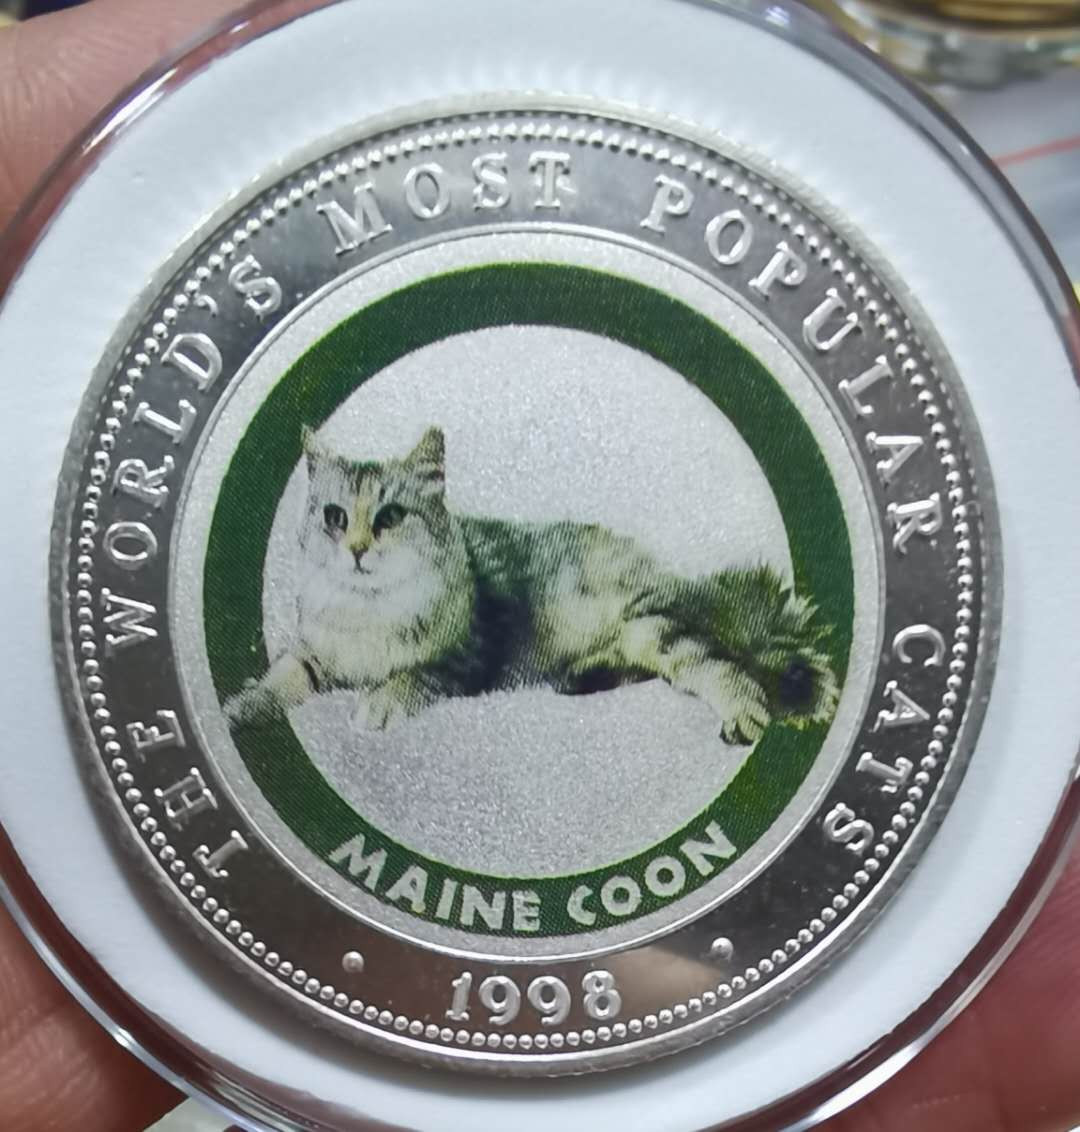 THE WORLD'S MOST POPULAR CATS
MAINE COON
1998